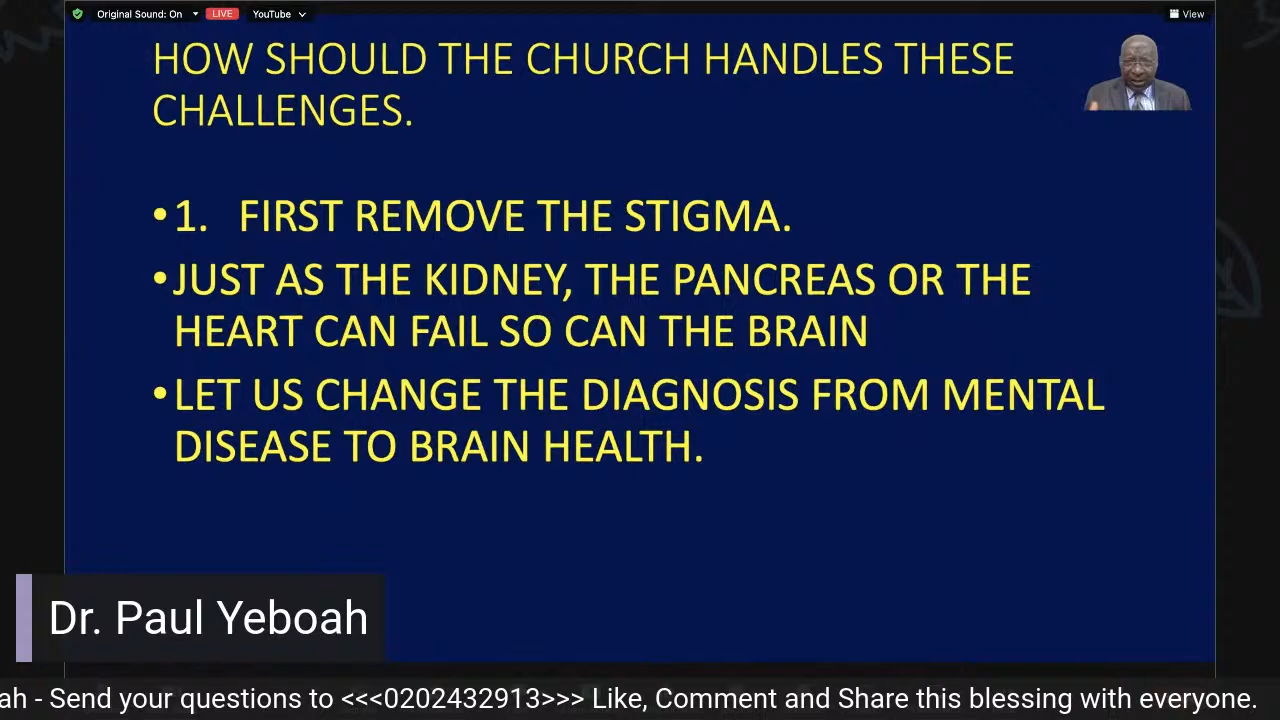 Original Sound: On
LIVE
YouTube
View
HOW SHOULD THE CHURCH HANDLES THESE
CHALLENGES.
•1. FIRST REMOVE THE STIGMA.
•JUST AS THE KIDNEY, THE PANCREAS OR THE
HEART CAN FAIL SO CAN THE BRAIN
•LET US CHANGE THE DIAGNOSIS FROM MENTAL
DISEASE TO BRAIN HEALTH.
Dr. Paul Yeboah
ah - Send your questions to <<<0202432913>>> Like, Comment and Share this blessing with everyone.